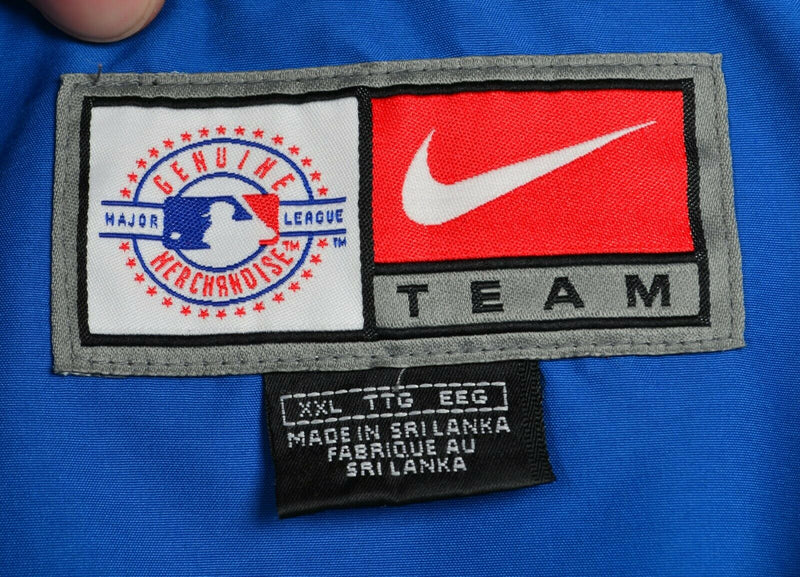 GENUINE
MAJOR LEAGUE
MERCHANDISE™
™
TEAM
XXL TTG EEG
MADE IN SRI LANKA
FABRIQUE AU
SRI LANKA